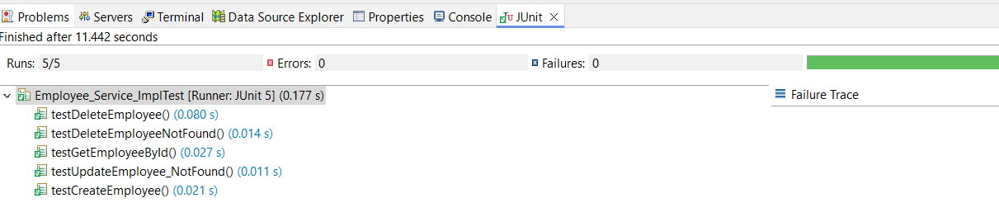 Problems Servers Terminal Data Source Explorer Properties Console JUnit
Finished after 11.442 seconds
Runs: 5/5 Errors: 0 Failures: 0
Employee_Service_ImplTest [Runner: JUnit 5] (0.177 s)
Failure Trace
testDeleteEmployee() (0.080 s)
testDeleteEmployeeNotFound() (0.014 s)
testGetEmployeeById() (0.027 s)
testUpdateEmployee_NotFound() (0.011 s)
testCreateEmployee() (0.021 s)